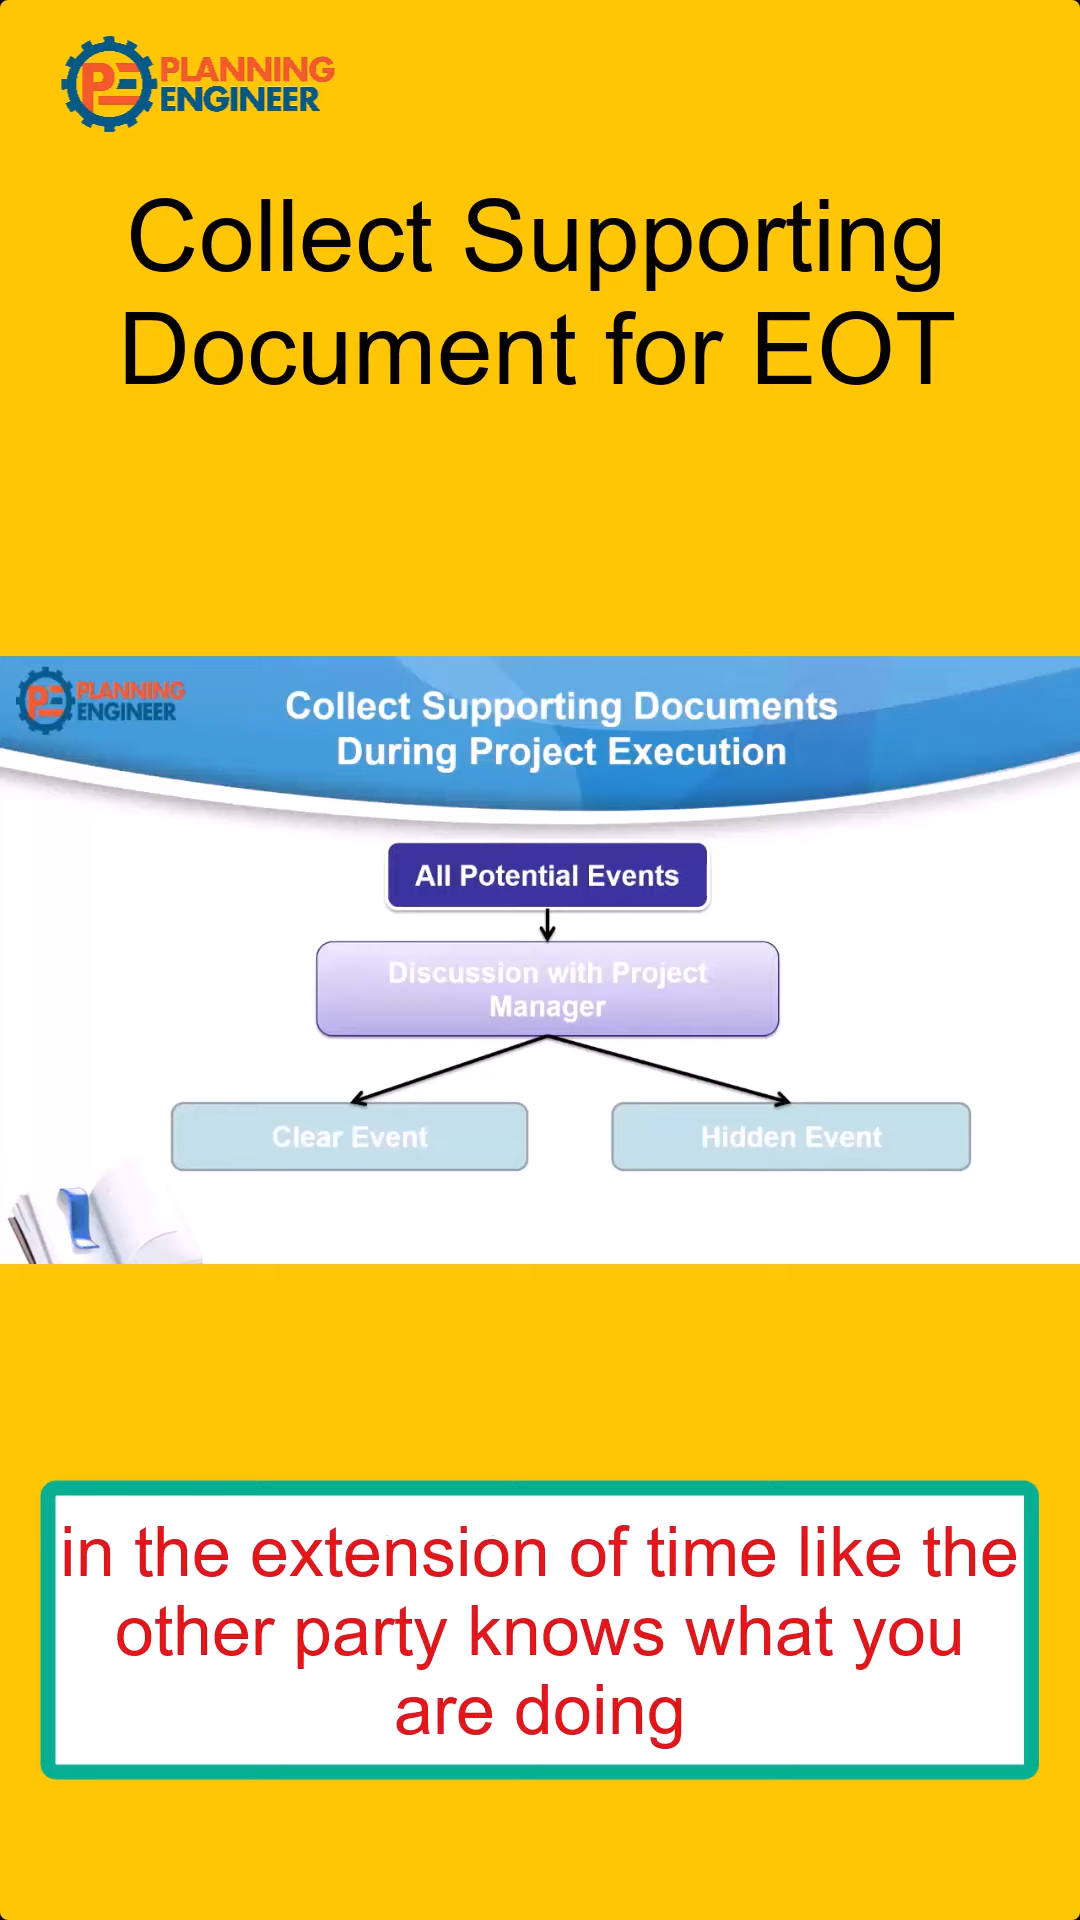 PLANNING
ENGINEER
Collect Supporting
Document for EOT
PLANNING
ENGINEER
Collect Supporting Documents
During Project Execution
All Potential Events
Discussion with Project
Manager
Clear Event
Hidden Event
in the extension of time like the
other party knows what you
are doing